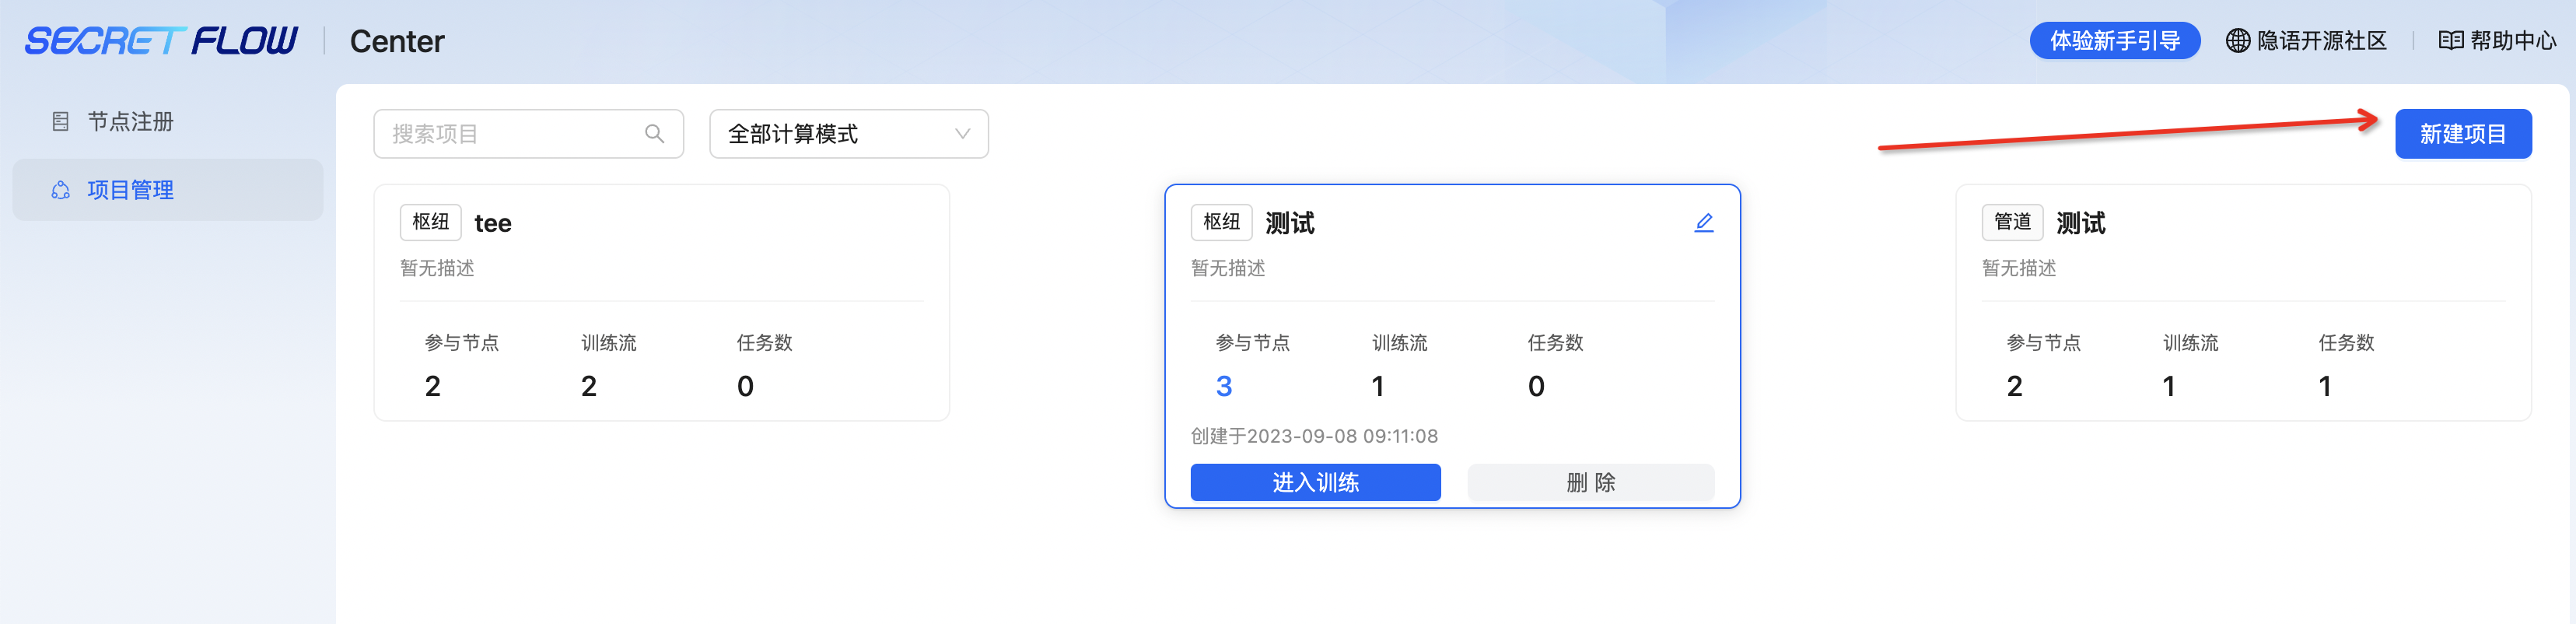 SECRET FLOW Center 体验新手引导 隐语开源社区 帮助中心
节点注册
项目管理
搜索项目 全部计算模式 新建项目
枢纽 tee
暂无描述
参与节点 训练流 任务数
2 2 0
枢纽 测试
暂无描述
参与节点 训练流 任务数
3 1 0
创建于2023-09-08 09:11:08
进入训练 删 除
管道 测试
暂无描述
参与节点 训练流 任务数
2 1 1